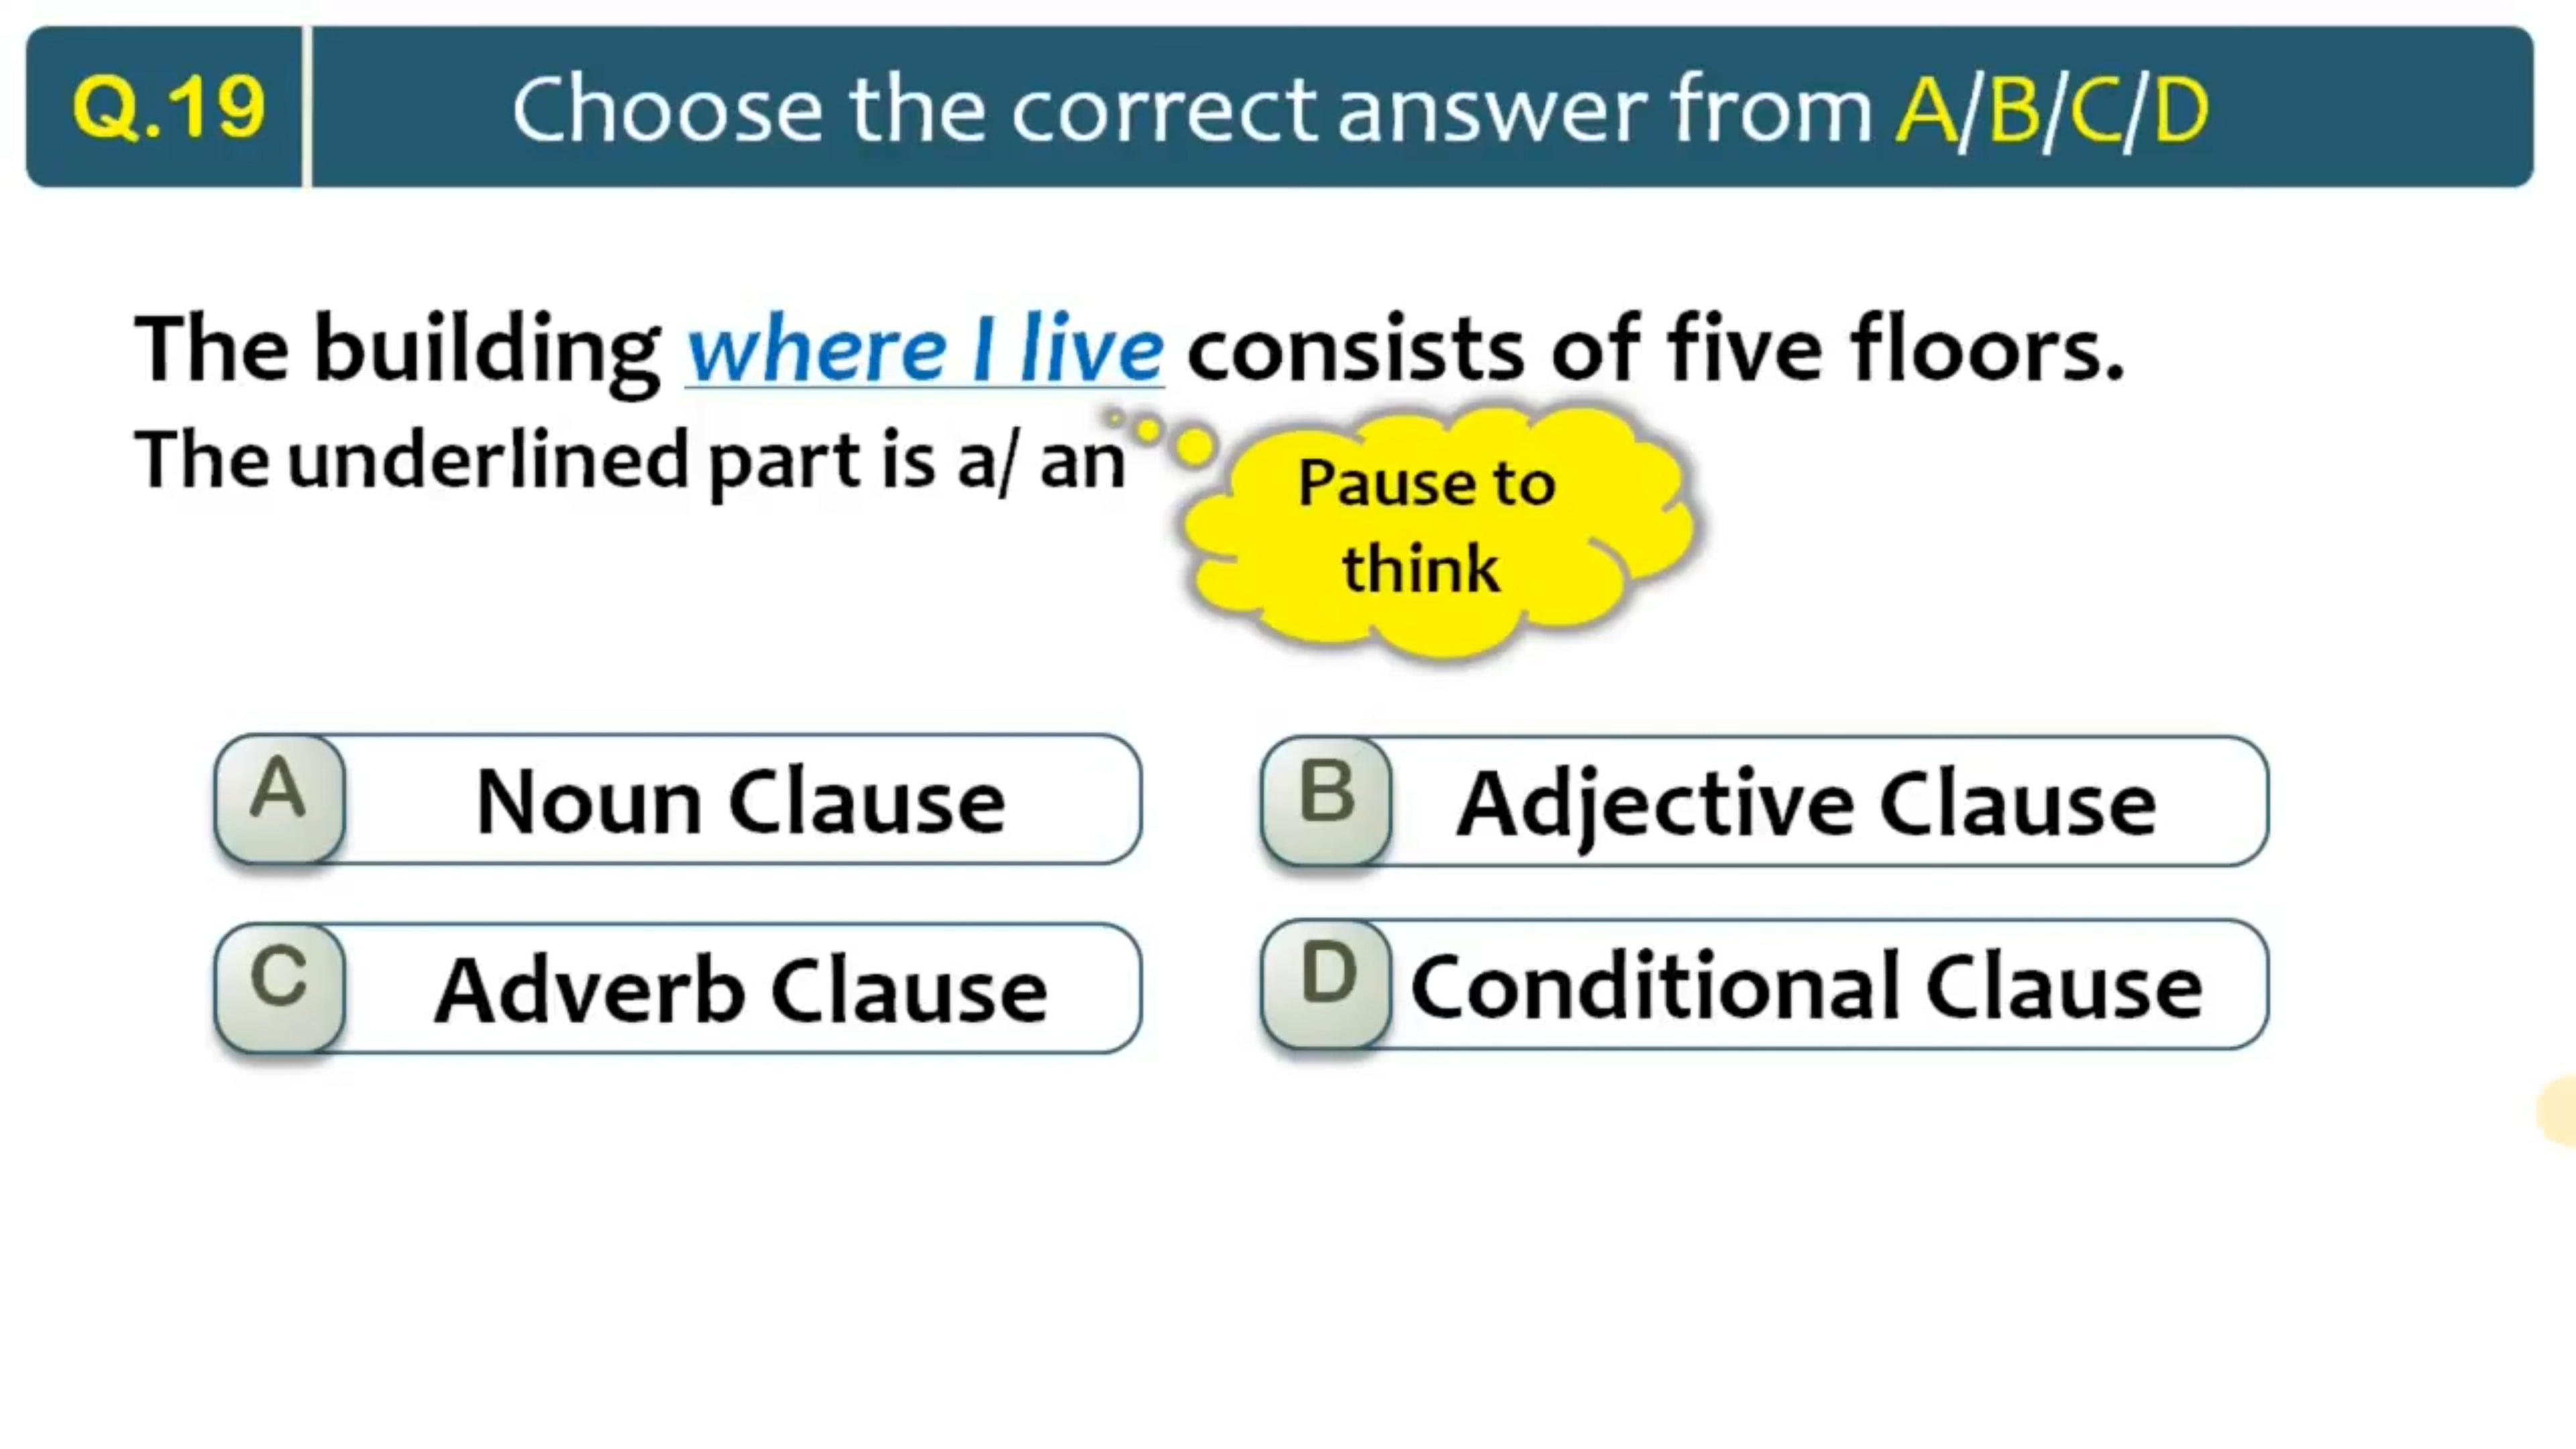 Q.19 Choose the correct answer from A/B/C/D
The building where I live consists of five floors.
The underlined part is a/ an
Pause to
think
A Noun Clause
B Adjective Clause
C Adverb Clause
D Conditional Clause